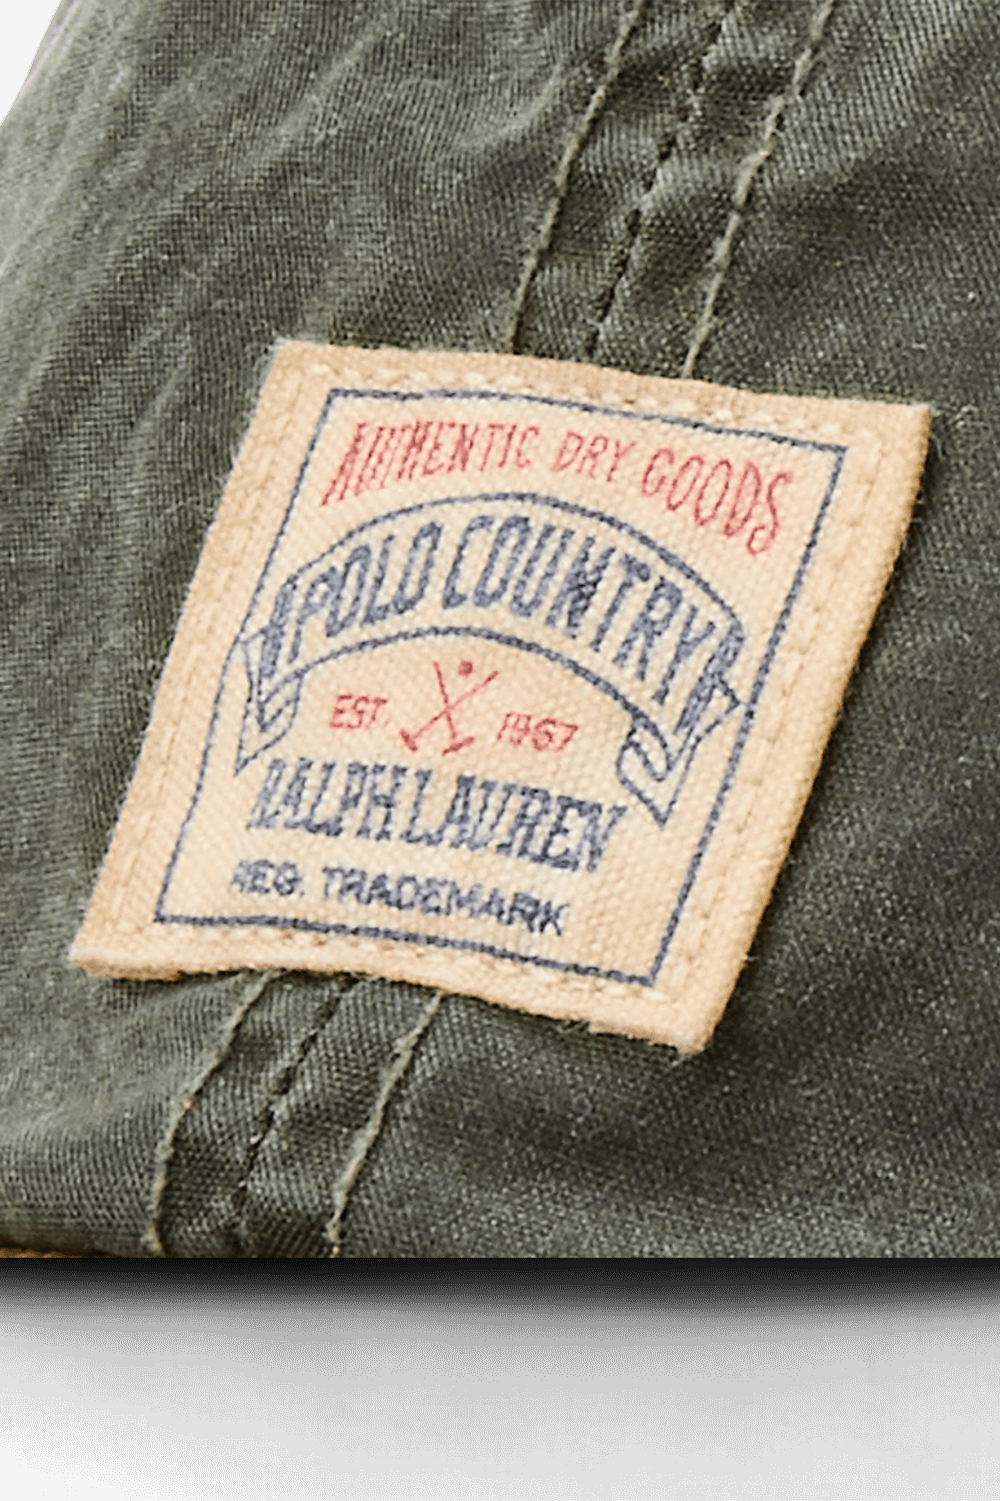 AUTHENTIC DRY GOODS
POLO COUNTRY
EST. 1967
RALPH LAUREN
REG. TRADEMARK